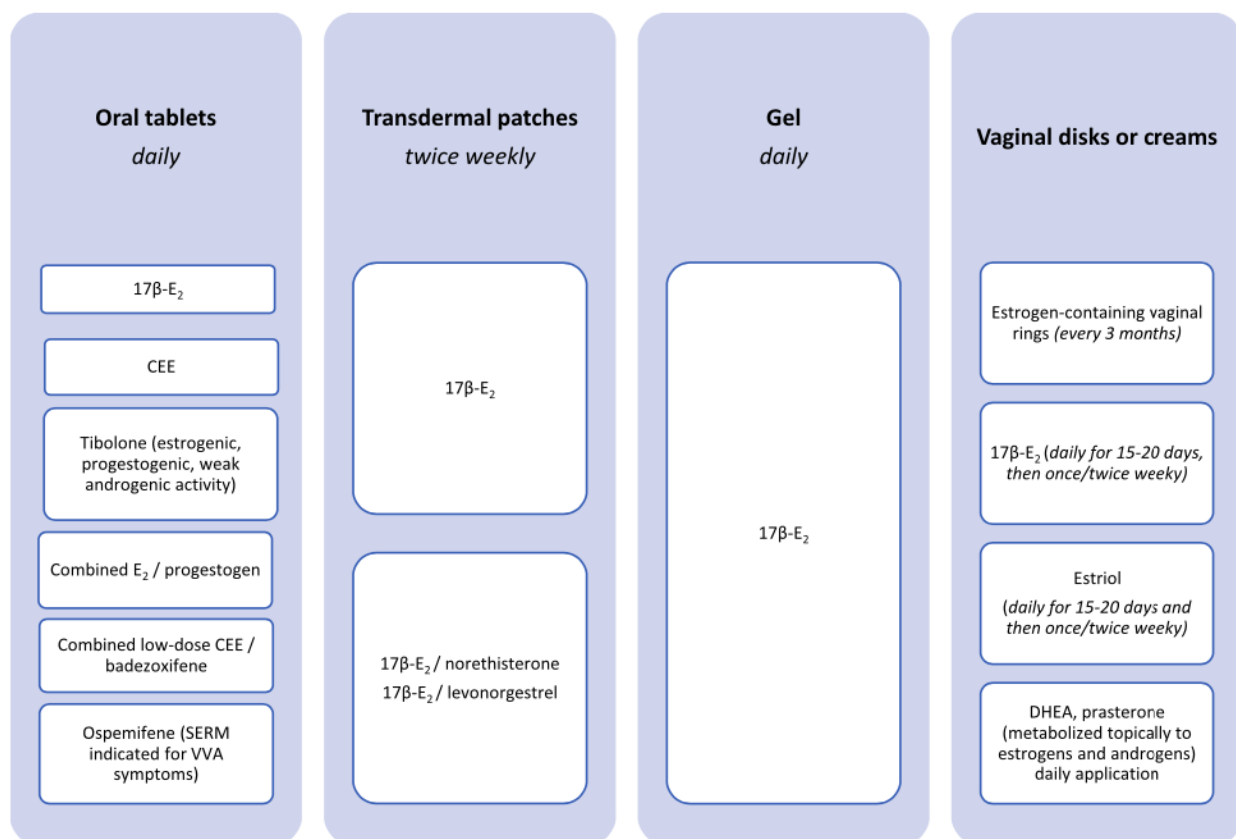 Oral tablets
daily
17β-E₂
CEE
Tibolone (estrogenic,
progestogenic, weak
androgenic activity)
Combined E₂ / progestogen
Combined low-dose CEE /
badezoxifene
Ospemifene (SERM
indicated for VVA
symptoms)
Transdermal patches
twice weekly
17β-E₂
17β-E₂ / norethisterone
17β-E₂ / levonorgestrel
Gel
daily
17β-E₂
Vaginal disks or creams
Estrogen-containing vaginal
rings (every 3 months)
17β-E₂ (daily for 15-20 days,
then once/twice weeky)
Estriol
(daily for 15-20 days and
then once/twice weeky)
DHEA, prasterone
(metabolized topically to
estrogens and androgens)
daily application